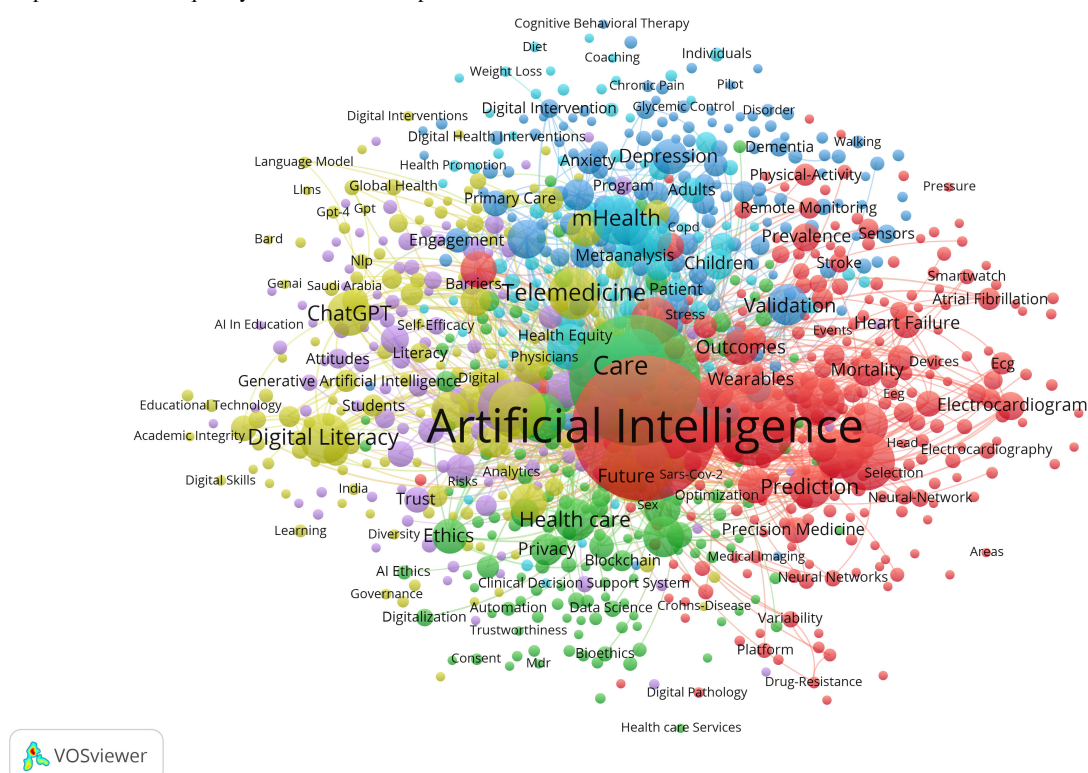 Cognitive Behavioral Therapy
Diet
Coaching
Individuals
Weight Loss
Chronic Pain
Pilot
Digital Intervention
Glycemic Control
Disorder
Digital Interventions
Digital Health Interventions
Dementia
Walking
Language Model
Health Promotion
Anxiety
Depression
Physical-Activity
Llms
Global Health
Program
Adults
Pressure
Primary Care
Gpt-4
Gpt
mHealth
Copd
Remote Monitoring
Bard
Engagement
Prevalence
Sensors
Nlp
Metaanalysis
Children
Stroke
Genai
Saudi Arabia
Barriers
Telemedicine
Patient
Smartwatch
ChatGPT
Stress
Validation
Atrial Fibrillation
AI In Education
Self-Efficacy
Health Equity
Events
Heart Failure
Attitudes
Literacy
Physicians
Outcomes
Care
Mortality
Devices
Ecg
Generative Artificial Intelligence
Digital
Wearables
Eeg
Educational Technology
Students
Electrocardiogram
Academic Integrity
Digital Literacy
Artificial Intelligence
Head
Electrocardiography
Digital Skills
Risks
Analytics
Future
Sars-Cov-2
Selection
India
Trust
Sex
Optimization
Prediction
Neural-Network
Learning
Diversity
Ethics
Health care
Precision Medicine
Privacy
Blockchain
Medical Imaging
Areas
AI Ethics
Clinical Decision Support System
Neural Networks
Governance
Digitalization
Automation
Data Science
Crohns-Disease
Variability
Trustworthiness
Consent
Mdr
Bioethics
Platform
Digital Pathology
Drug-Resistance
Health care Services
VOSviewer